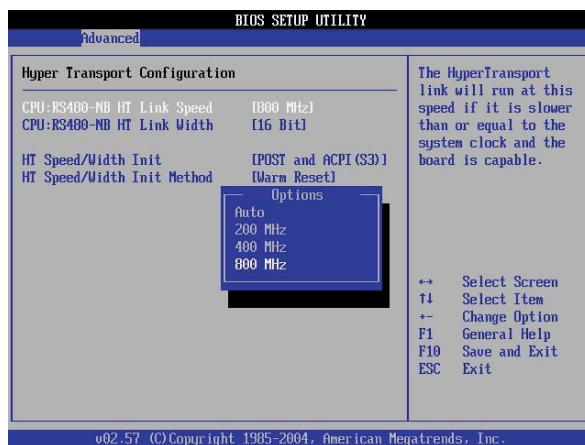 BIOS SETUP UTILITY
Advanced
Hyper Transport Configuration
CPU:RS480-NB HT Link Speed [800 MHz]
CPU:RS480-NB HT Link Width [16 Bit]
HT Speed/Width Init [POST and ACPI(S3)]
HT Speed/Width Init Method [Warm Reset]
Options
Auto
200 MHz
400 MHz
800 MHz
The HyperTransport
link will run at this
speed if it is slower
than or equal to the
system clock and the
board is capable.
↔ Select Screen
↑↓ Select Item
+- Change Option
F1 General Help
F10 Save and Exit
ESC Exit
v02.57 (C)Copyright 1985-2004, American Megatrends, Inc.